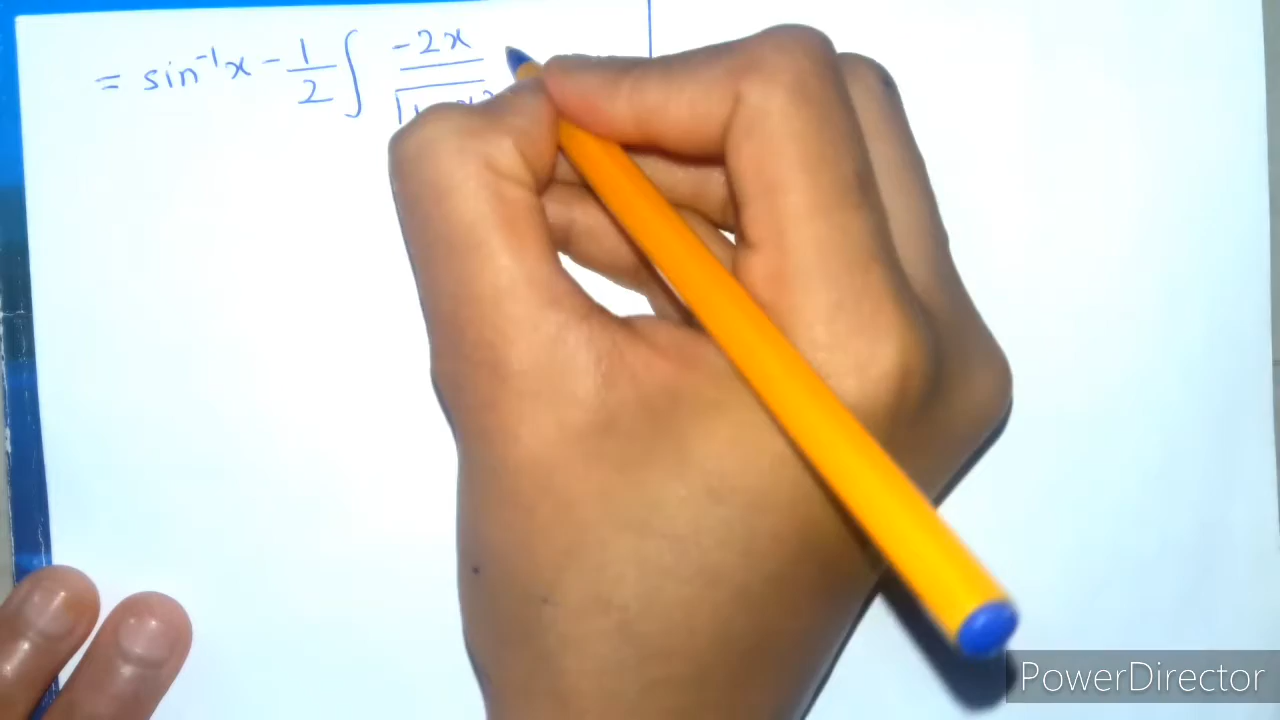 = sin⁻¹x - 1/2 ∫ -2x/√
PowerDirector